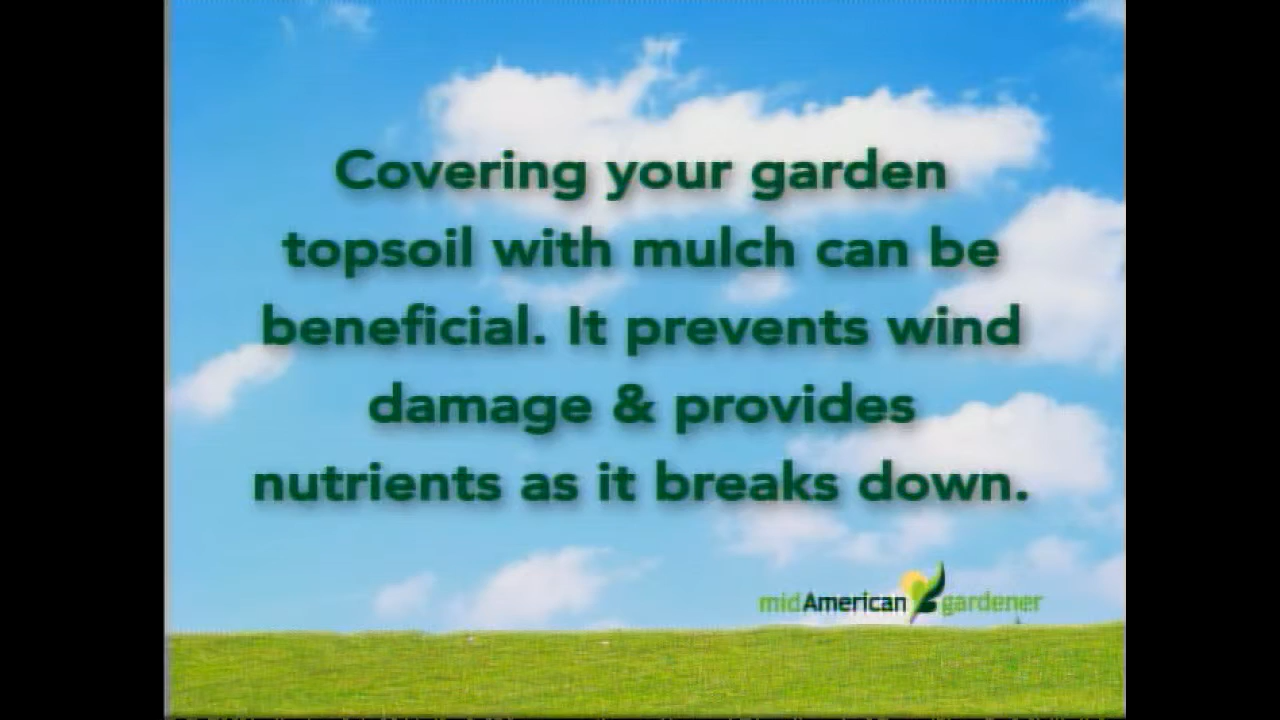 Covering your garden
topsoil with mulch can be
beneficial. It prevents wind
damage & provides
nutrients as it breaks down.
midAmerican gardener